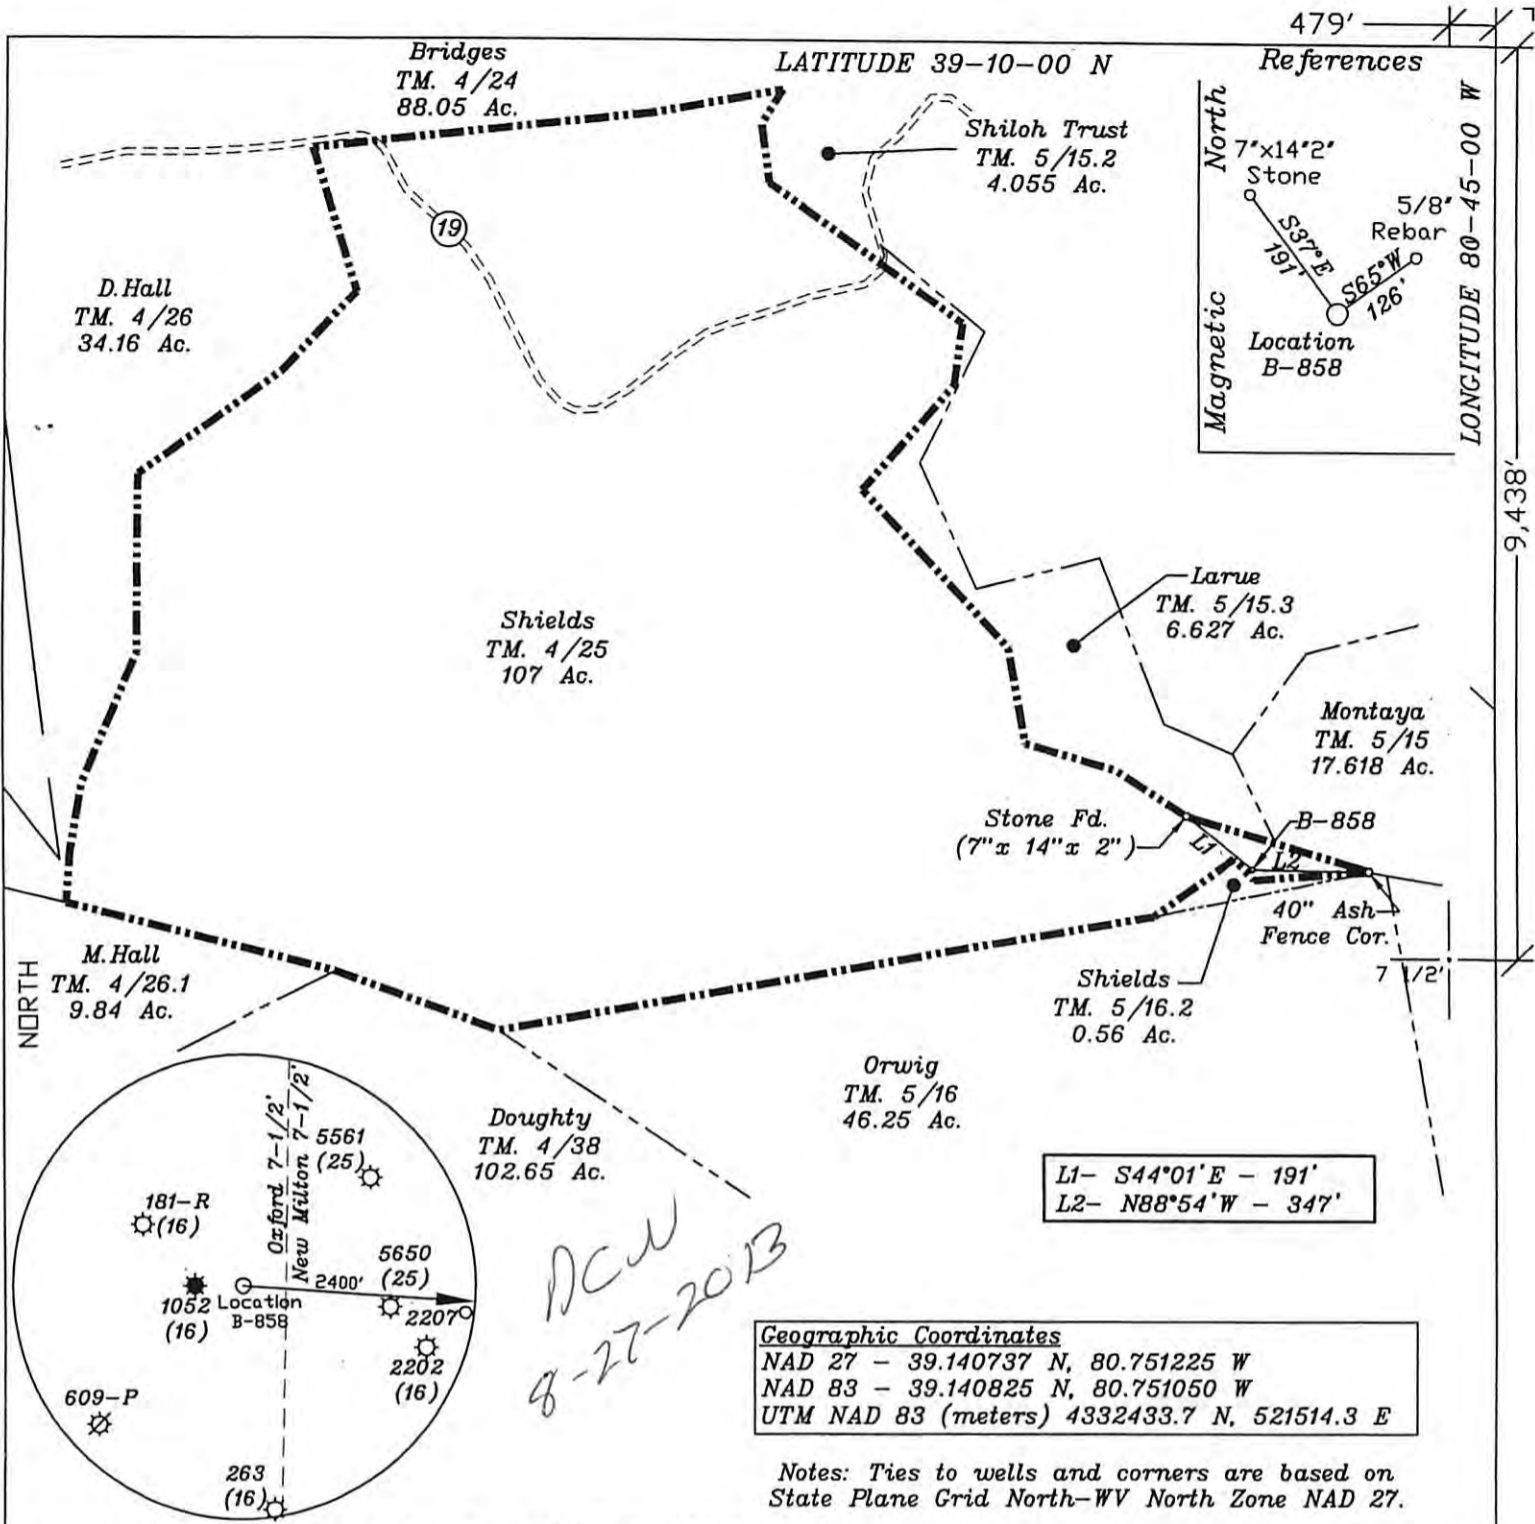 479'
Bridges
TM. 4/24
88.05 Ac.
LATITUDE 39-10-00 N
References
North
Magnetic
7"x14"2"
Stone
5/8"
Rebar
S37°E
191'
S65°W
126'
Location
B-858
LONGITUDE 80-45-00 W
9,438'
Shiloh Trust
TM. 5/15.2
4.055 Ac.
19
D.Hall
TM. 4/26
34.16 Ac.
Shields
TM. 4/25
107 Ac.
Larue
TM. 5/15.3
6.627 Ac.
Montaya
TM. 5/15
17.618 Ac.
Stone Fd.
(7"x 14"x 2")
B-858
L1
L2
40" Ash
Fence Cor.
7 1/2'
Shields
TM. 5/16.2
0.56 Ac.
M.Hall
TM. 4/26.1
9.84 Ac.
NORTH
Orwig
TM. 5/16
46.25 Ac.
Doughty
TM. 4/38
102.65 Ac.
L1- S44°01'E - 191'
L2- N88°54'W - 347'
Oxford 7-1/2'
New Milton 7-1/2'
5561
(25)
181-R
(16)
5650
(25)
2400'
1052
(16)
Location
B-858
2207
2202
(16)
609-P
263
(16)
8-27-2013
Geographic Coordinates
NAD 27 - 39.140737 N, 80.751225 W
NAD 83 - 39.140825 N, 80.751050 W
UTM NAD 83 (meters) 4332433.7 N, 521514.3 E
Notes: Ties to wells and corners are based on
State Plane Grid North-WV North Zone NAD 27.